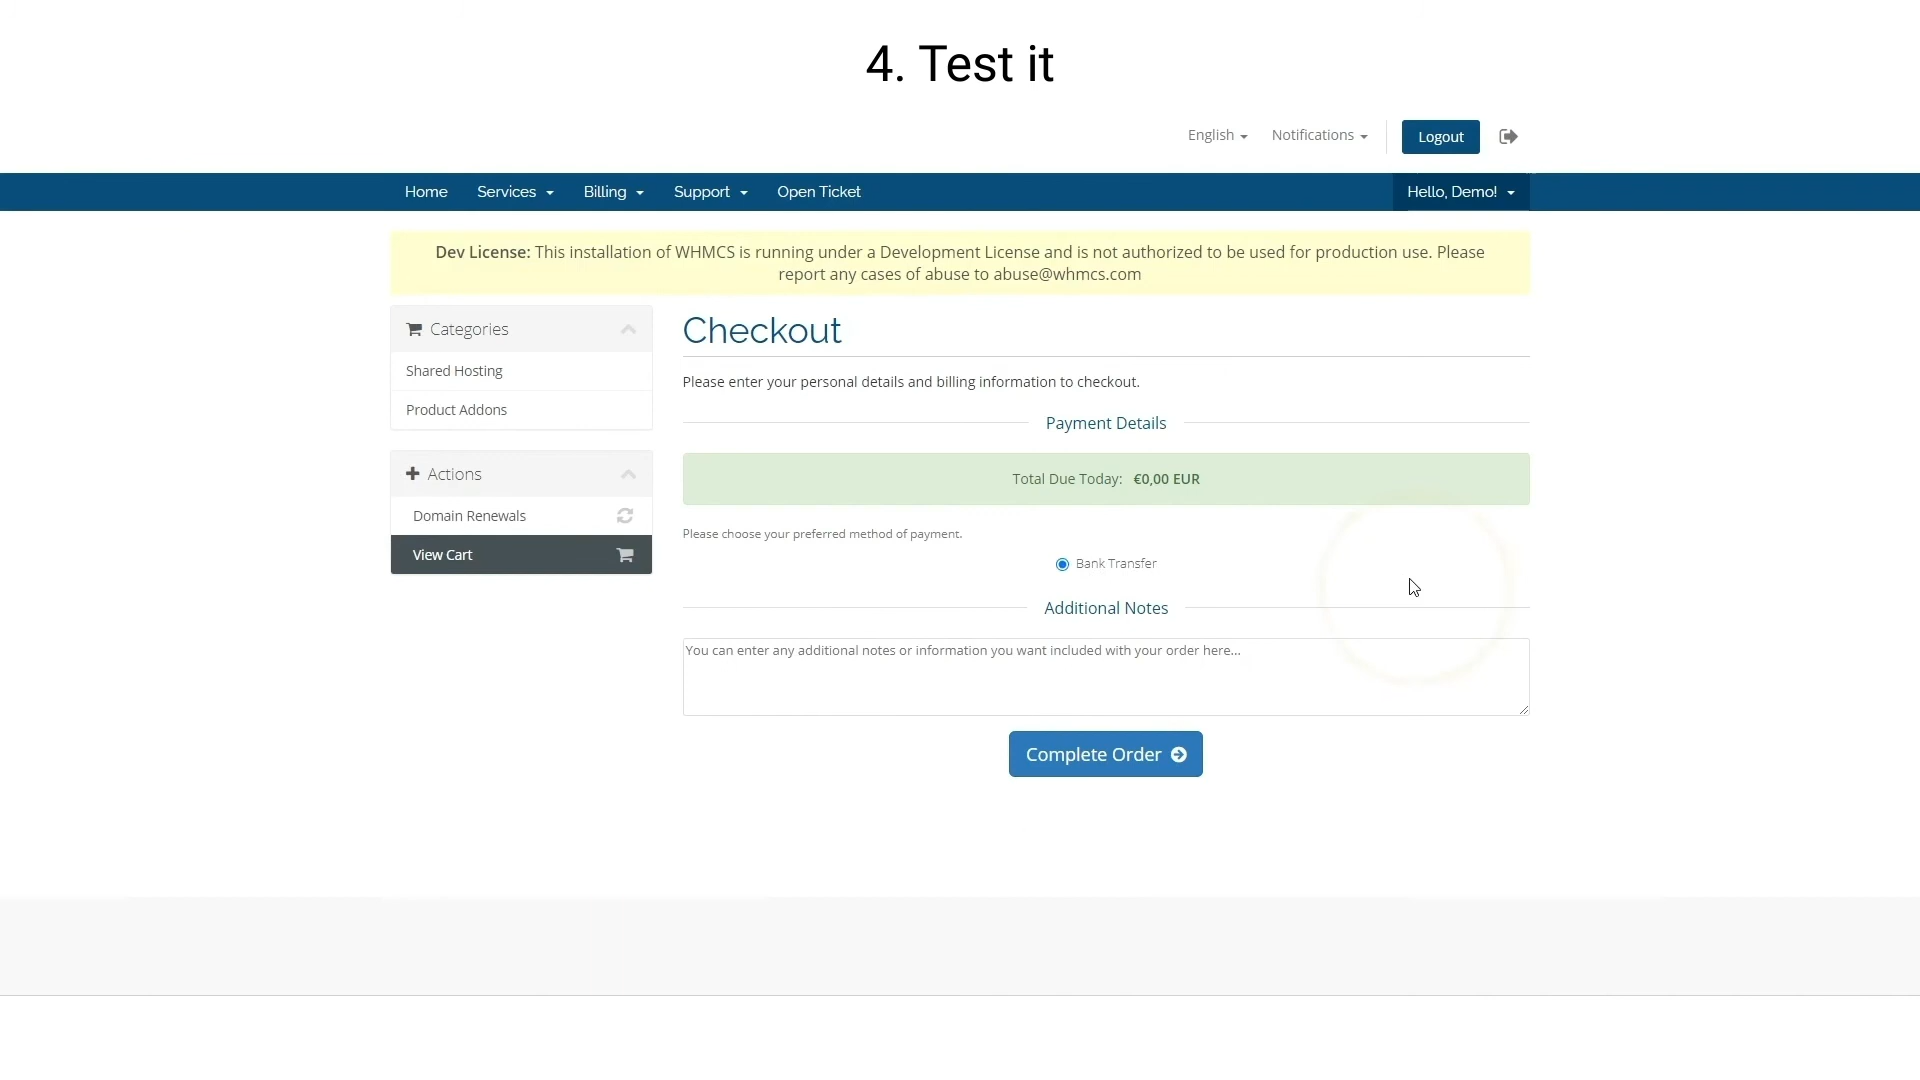 4. Test it
English
Notifications
Logout
Home
Services
Billing
Support
Open Ticket
Hello, Demo!
Dev License: This installation of WHMCS is running under a Development License and is not authorized to be used for production use. Please
report any cases of abuse to abuse@whmcs.com
Categories
Shared Hosting
Product Addons
Actions
Domain Renewals
View Cart
Checkout
Please enter your personal details and billing information to checkout.
Payment Details
Total Due Today: €0,00 EUR
Please choose your preferred method of payment.
Bank Transfer
Additional Notes
You can enter any additional notes or information you want included with your order here...
Complete Order